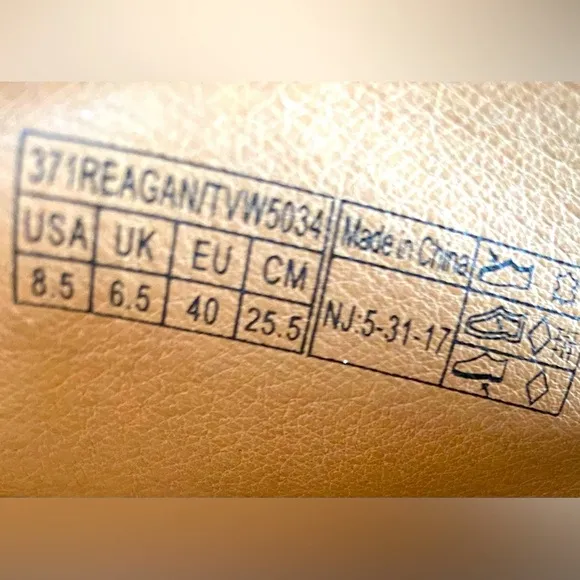 371REAGAN/TVW5034
USA UK EU CM
8.5 6.5 40 25.5
Made in China
NJ:5-31-17